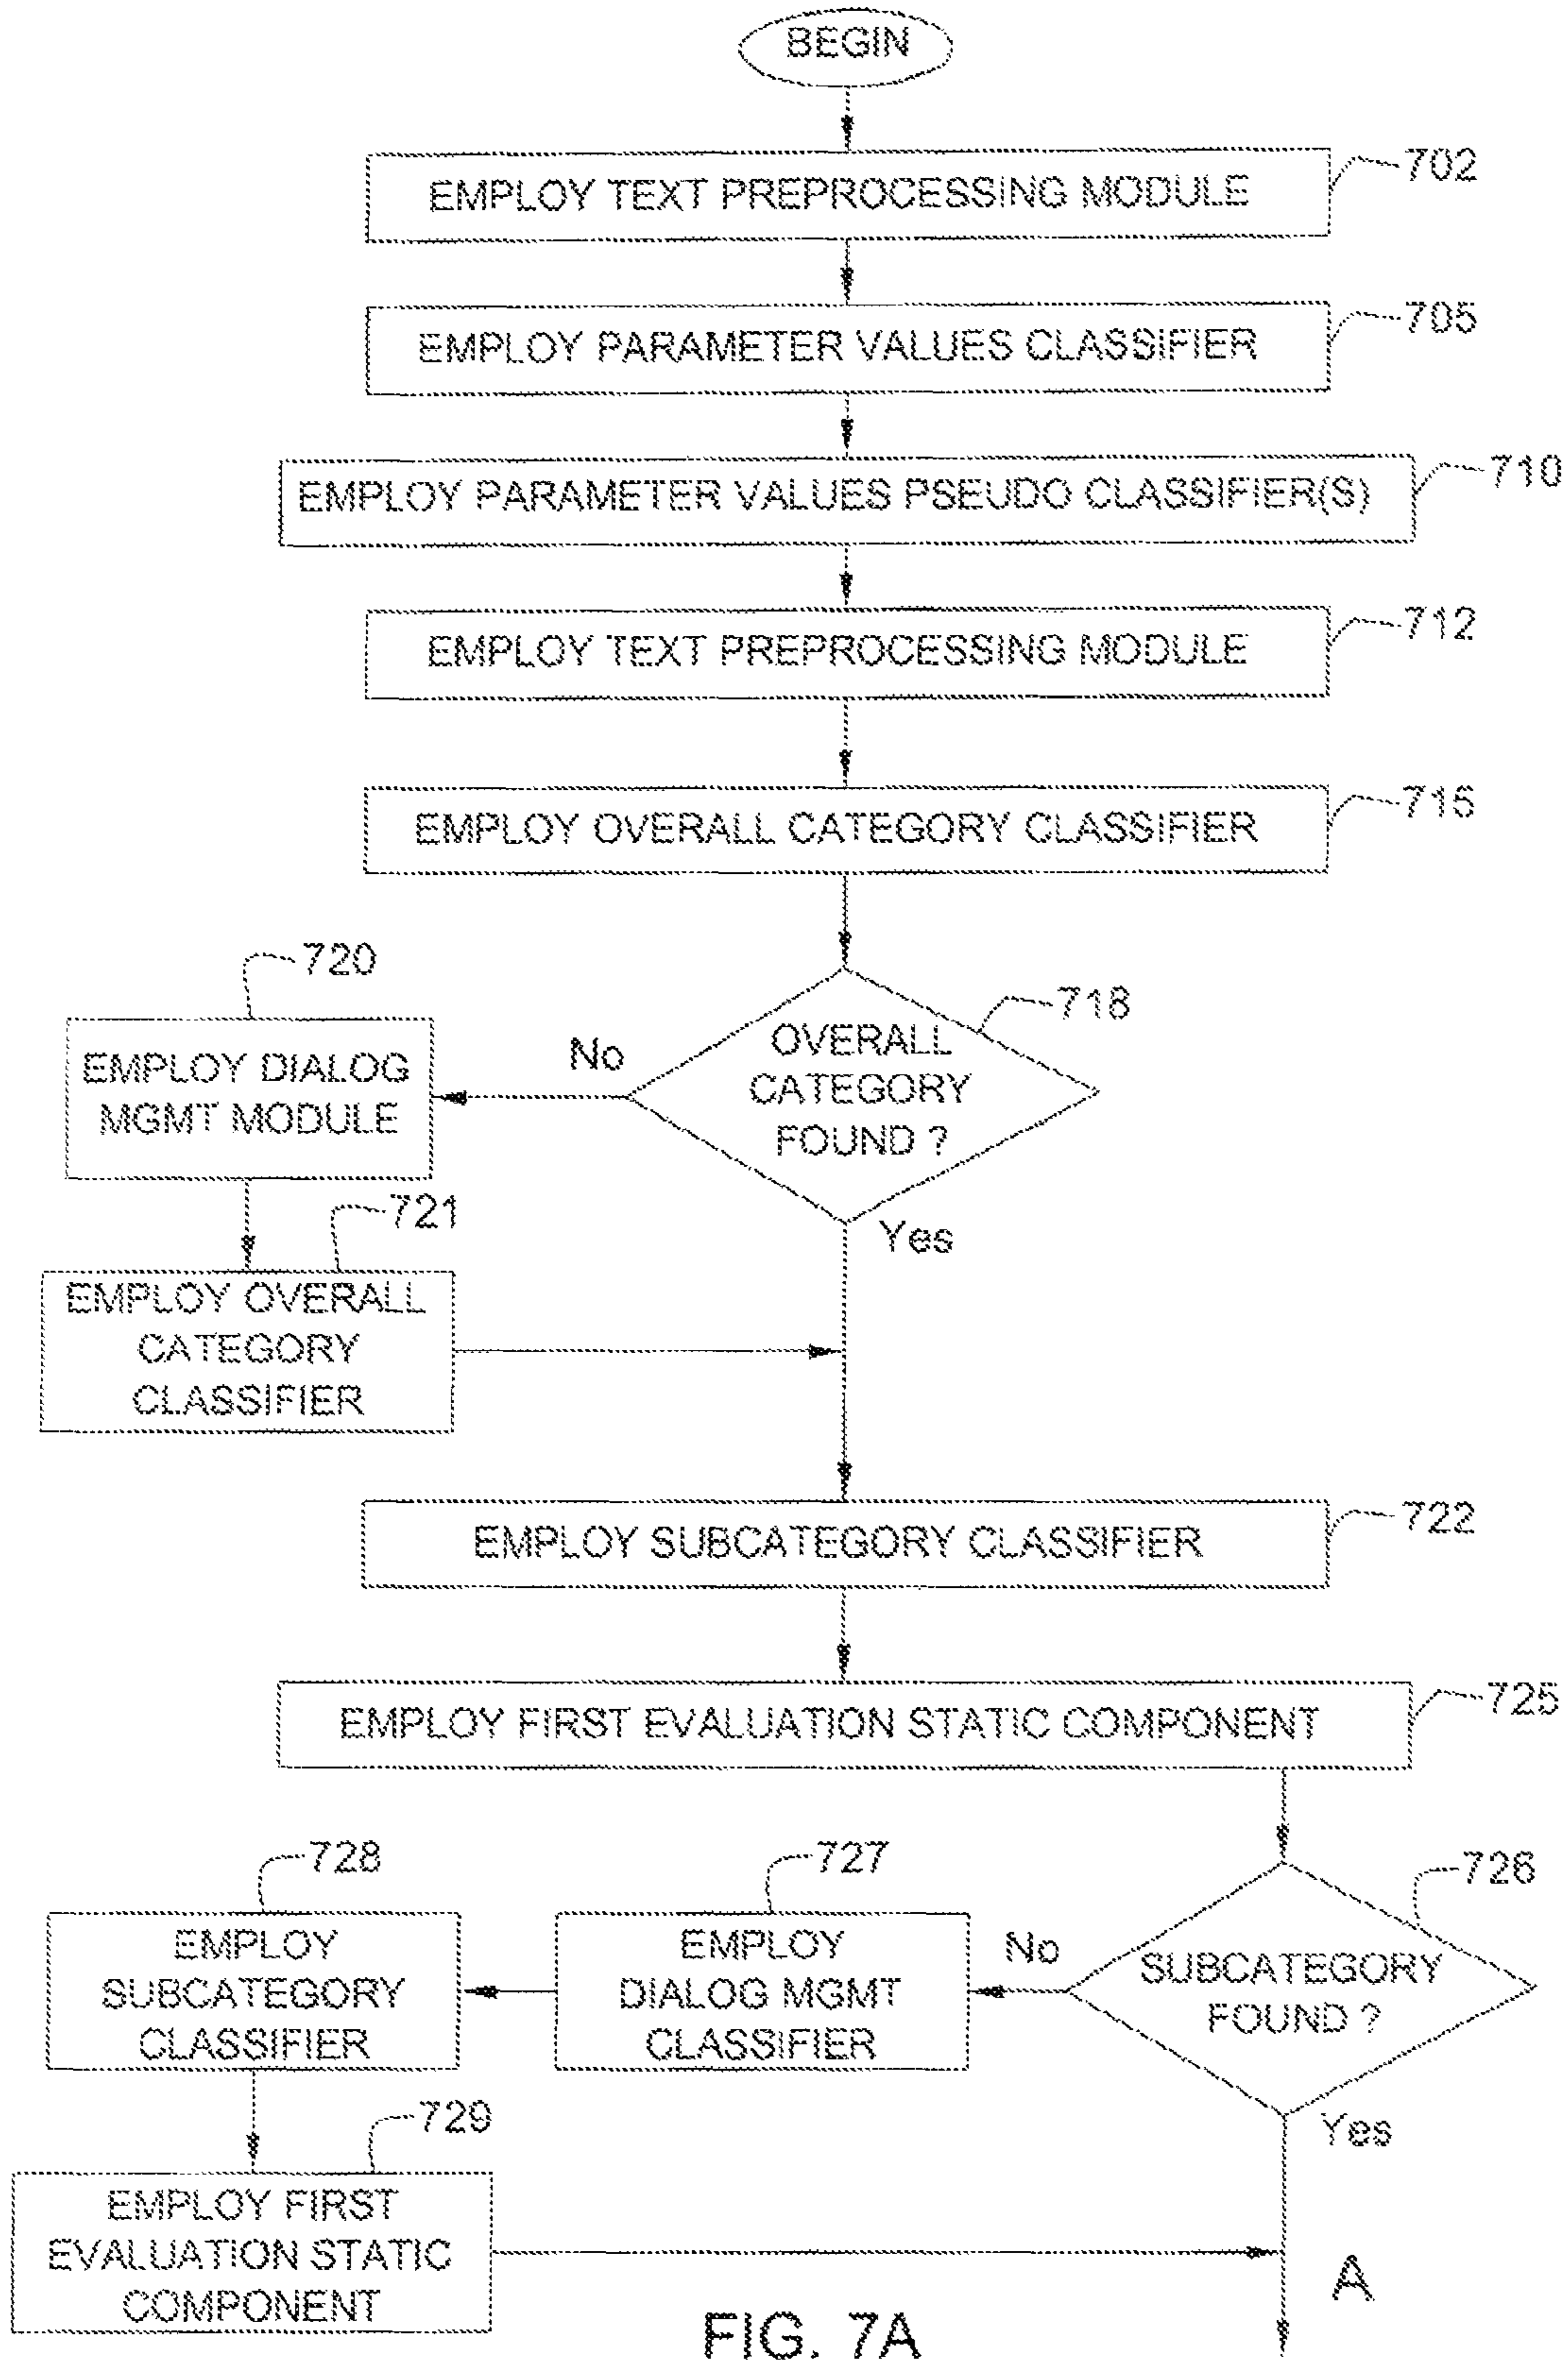 BEGIN
EMPLOY TEXT PREPROCESSING MODULE
702
EMPLOY PARAMETER VALUES CLASSIFIER
705
EMPLOY PARAMETER VALUES PSEUDO CLASSIFIER(S)
710
EMPLOY TEXT PREPROCESSING MODULE
712
EMPLOY OVERALL CATEGORY CLASSIFIER
715
720
718
OVERALL
CATEGORY
FOUND ?
No
EMPLOY DIALOG
MGMT MODULE
Yes
721
EMPLOY OVERALL
CATEGORY
CLASSIFIER
EMPLOY SUBCATEGORY CLASSIFIER
722
EMPLOY FIRST EVALUATION STATIC COMPONENT
725
728
727
726
EMPLOY
SUBCATEGORY
CLASSIFIER
EMPLOY
DIALOG MGMT
CLASSIFIER
No
SUBCATEGORY
FOUND ?
Yes
729
EMPLOY FIRST
EVALUATION STATIC
COMPONENT
A
FIG. 7A